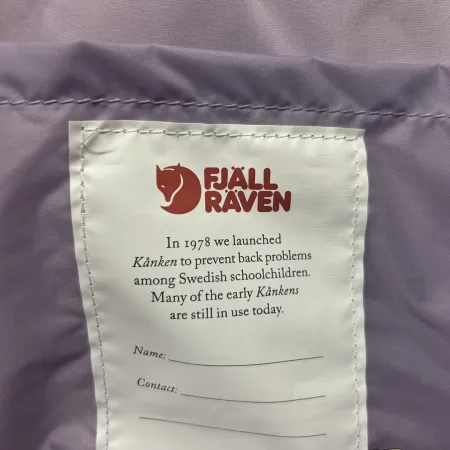 FJÄLL
RÄVEN
In 1978 we launched
Kånken to prevent back problems
among Swedish schoolchildren.
Many of the early Kånkens
are still in use today.
Name:
Contact: